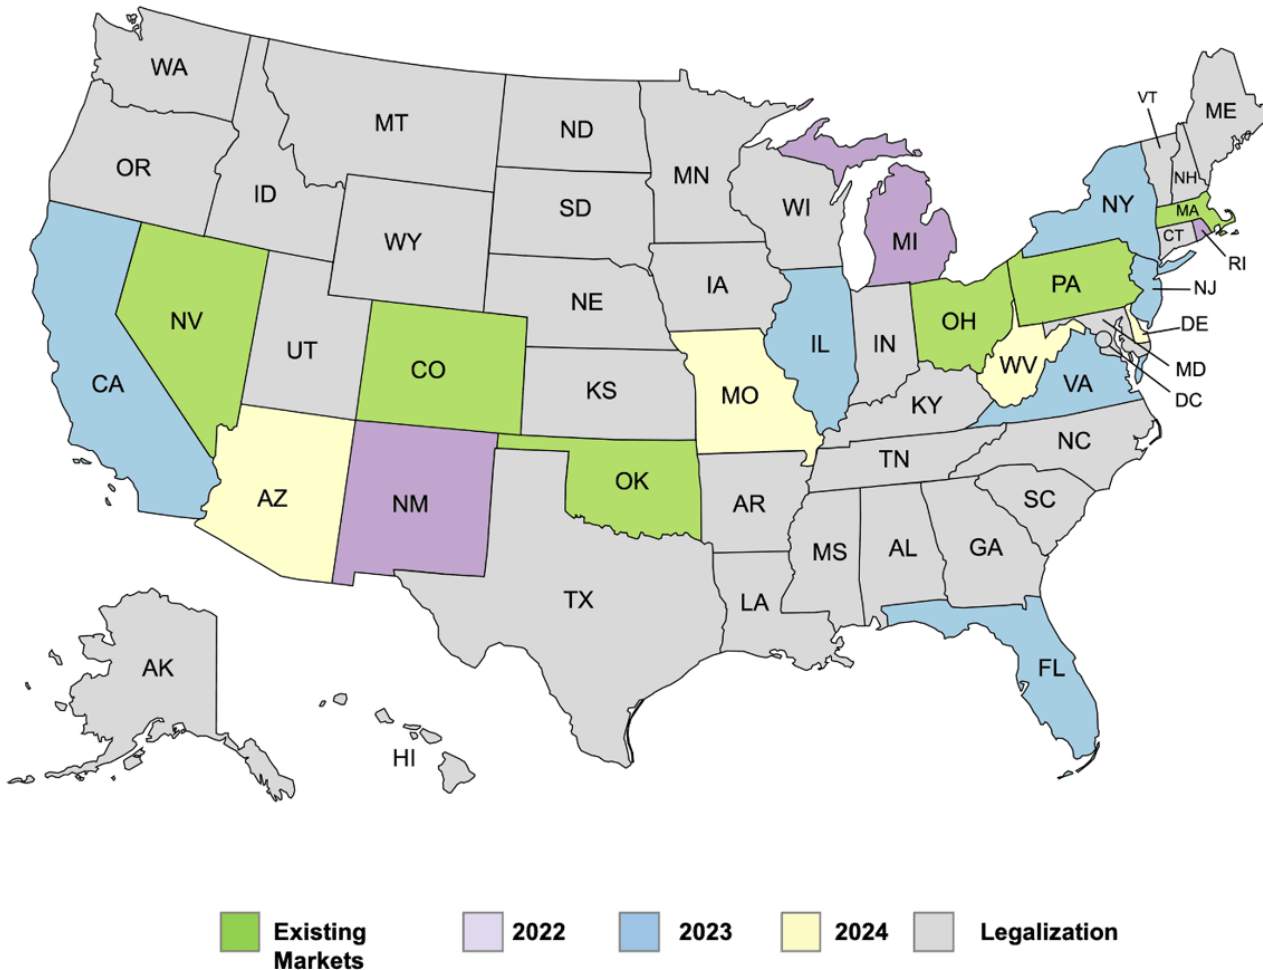 WA
MT
ND
MN
VT
ME
OR
ID
SD
WI
MI
NY
NH
MA
CT
RI
WY
IA
PA
NJ
NE
NV
UT
CO
IL
IN
OH
DE
CA
KS
MO
WV
VA
MD
DC
KY
NC
TN
OK
AZ
NM
AR
SC
MS
AL
GA
TX
LA
AK
FL
HI
Existing
Markets
2022
2023
2024
Legalization